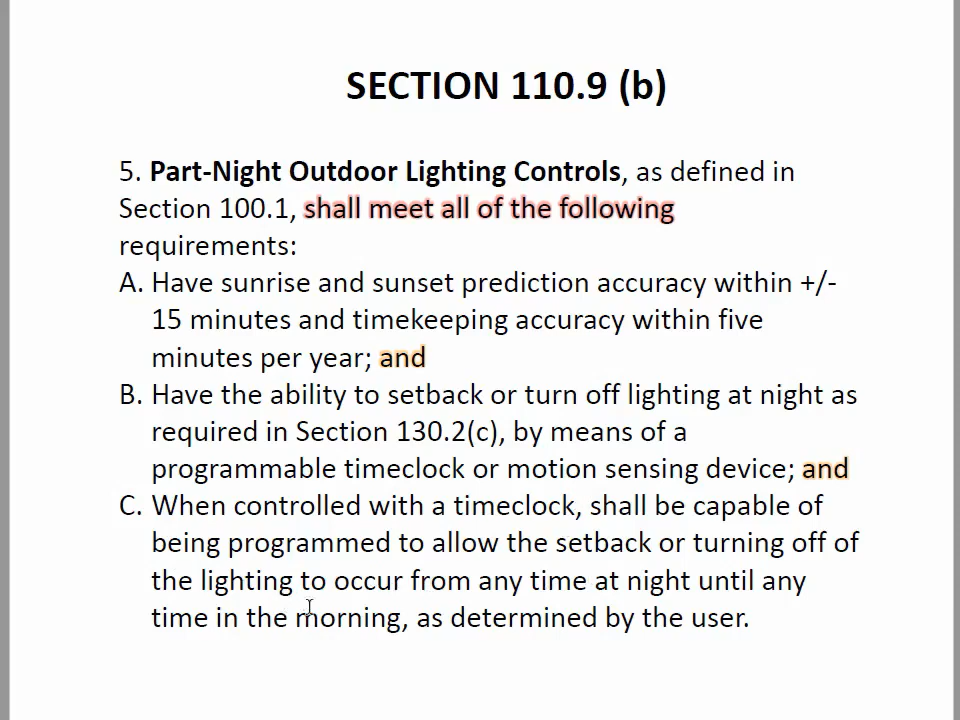 SECTION 110.9 (b)
5. Part-Night Outdoor Lighting Controls, as defined in
Section 100.1, shall meet all of the following
requirements:
A. Have sunrise and sunset prediction accuracy within +/-
15 minutes and timekeeping accuracy within five
minutes per year; and
B. Have the ability to setback or turn off lighting at night as
required in Section 130.2(c), by means of a
programmable timeclock or motion sensing device; and
C. When controlled with a timeclock, shall be capable of
being programmed to allow the setback or turning off of
the lighting to occur from any time at night until any
time in the morning, as determined by the user.